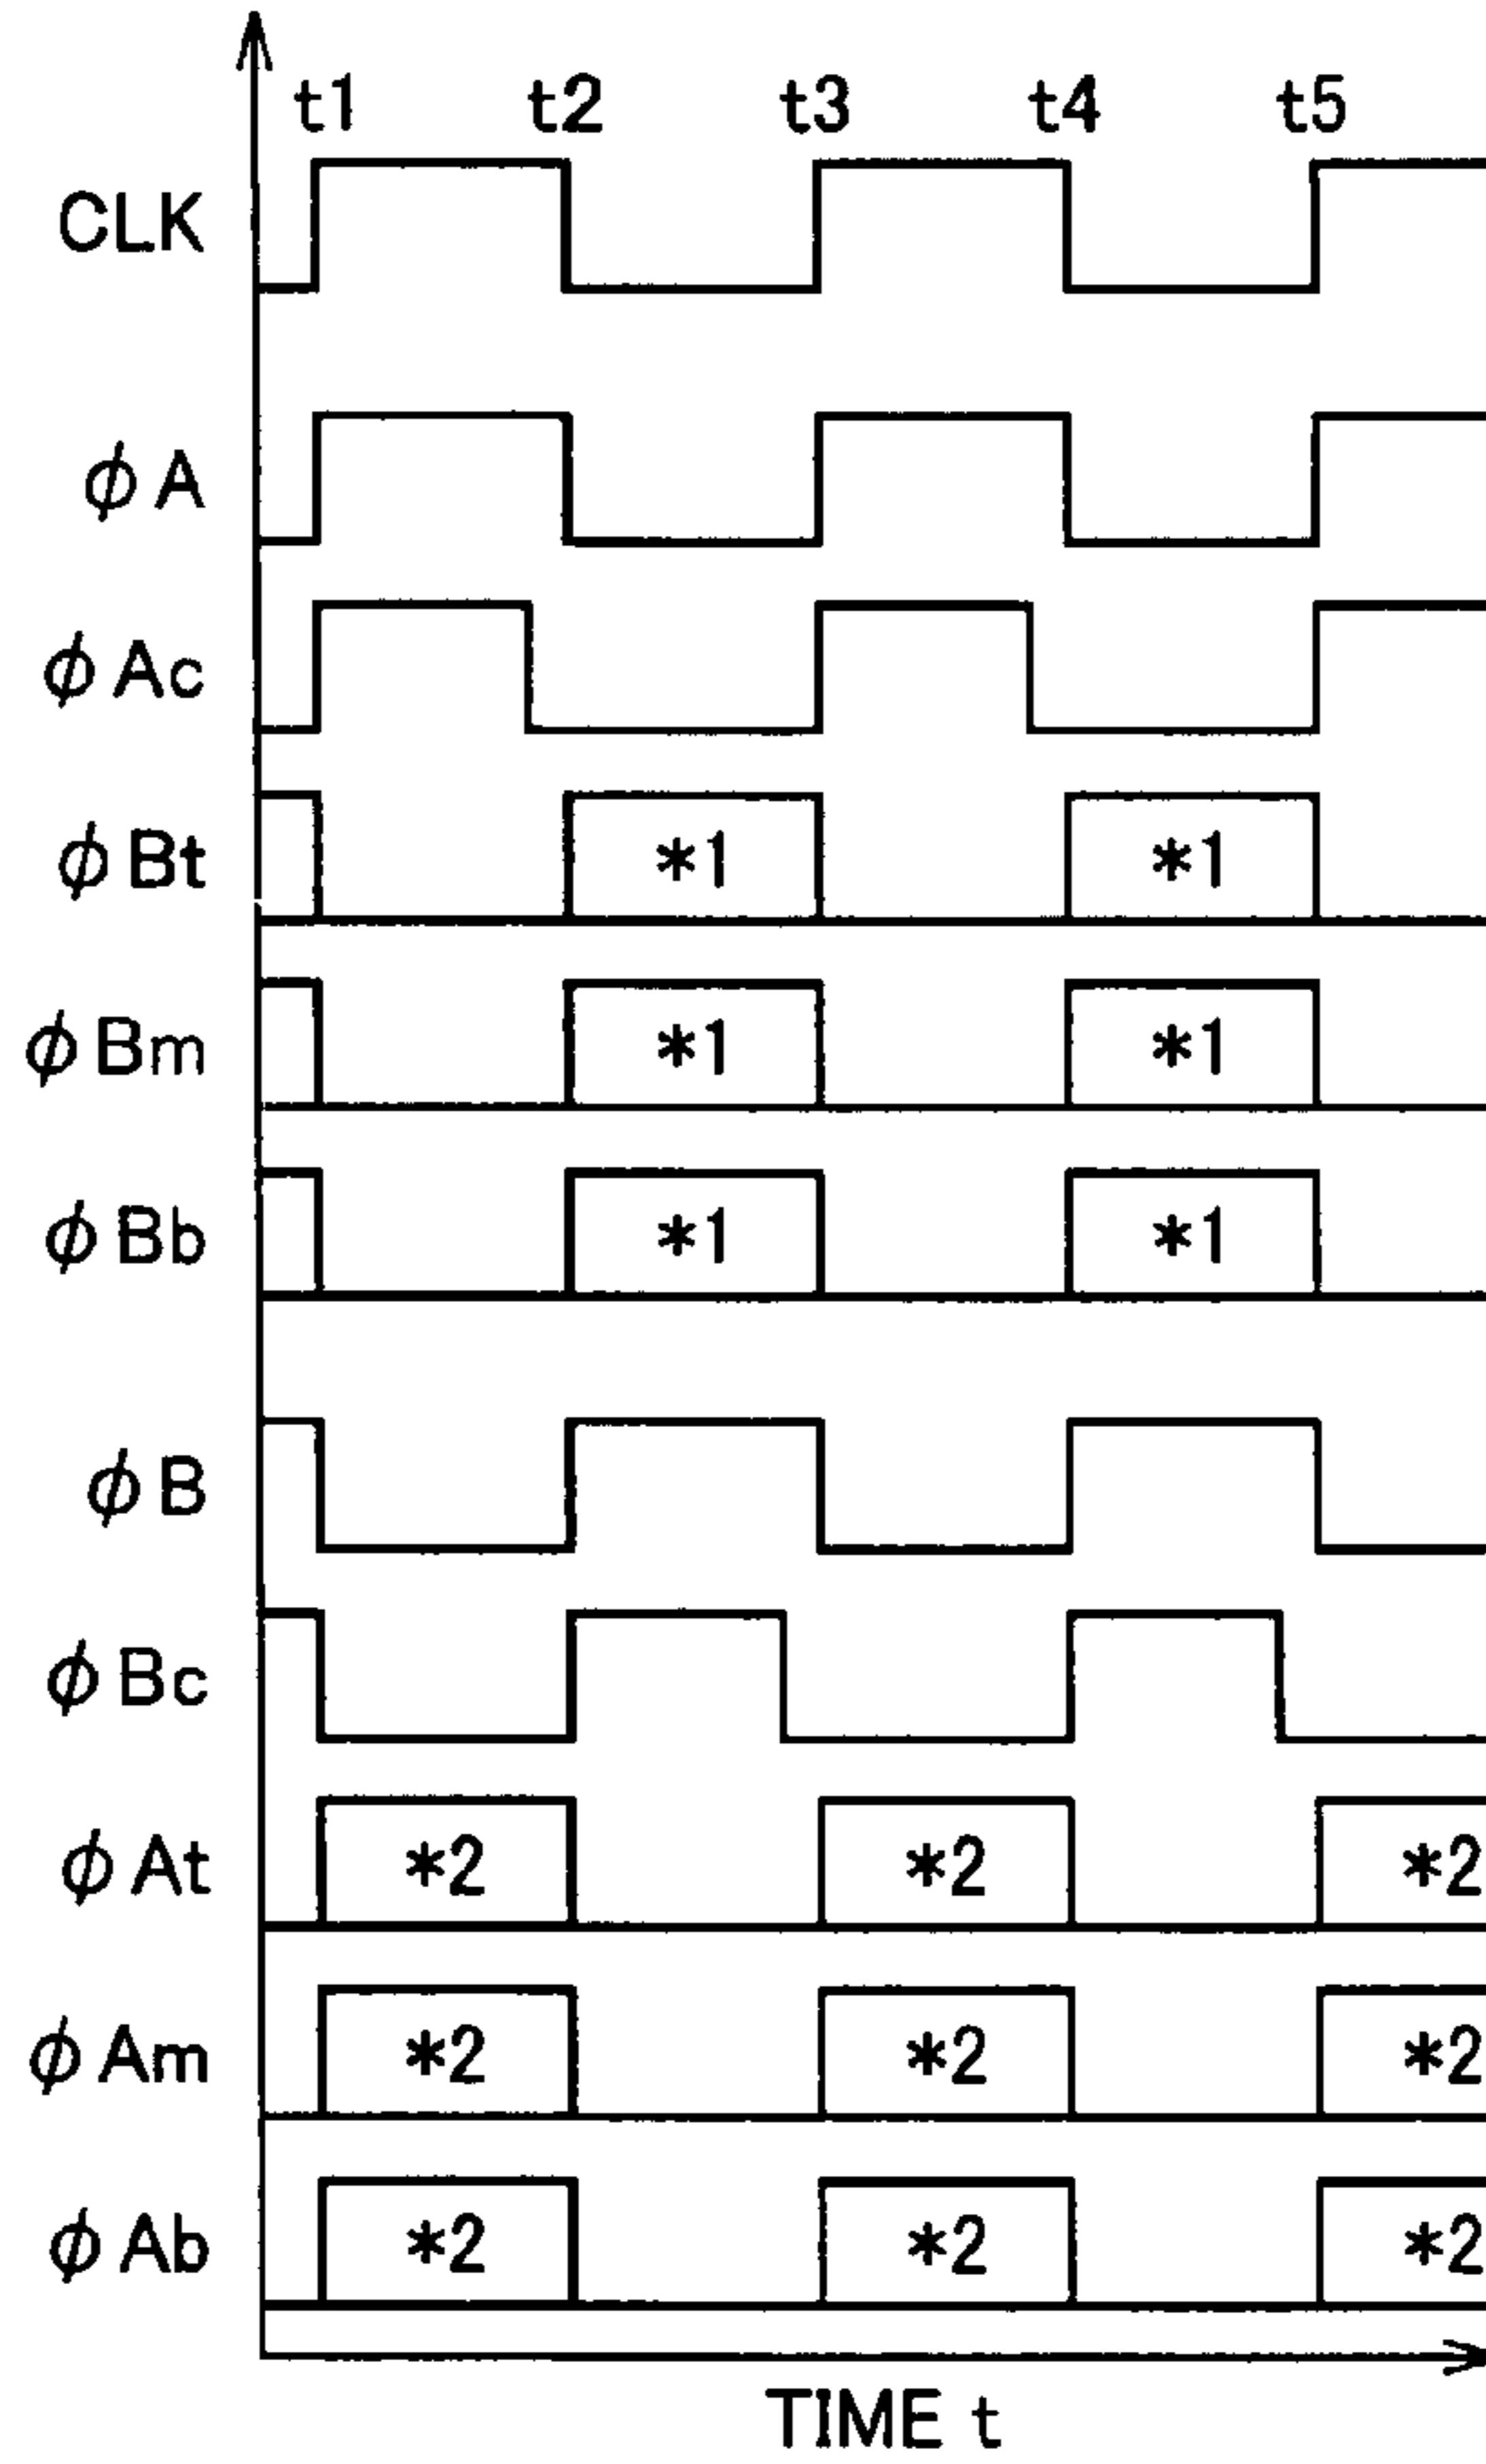 t1 t2 t3 t4 t5
CLK
ϕA
ϕAc
ϕBt *1 *1
ϕBm *1 *1
ϕBb *1 *1
ϕB
ϕBc
ϕAt *2 *2 *2
ϕAm *2 *2 *2
ϕAb *2 *2 *2
TIME t